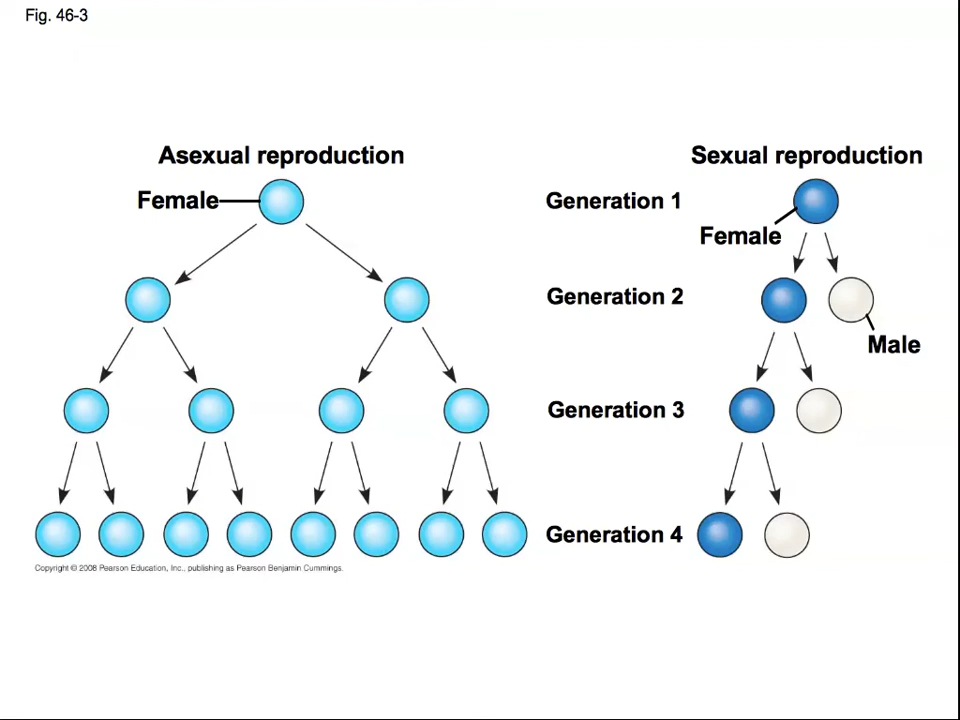 Fig. 46-3
Asexual reproduction
Sexual reproduction
Female
Generation 1
Female
Generation 2
Male
Generation 3
Generation 4
Copyright © 2008 Pearson Education, Inc., publishing as Pearson Benjamin Cummings.